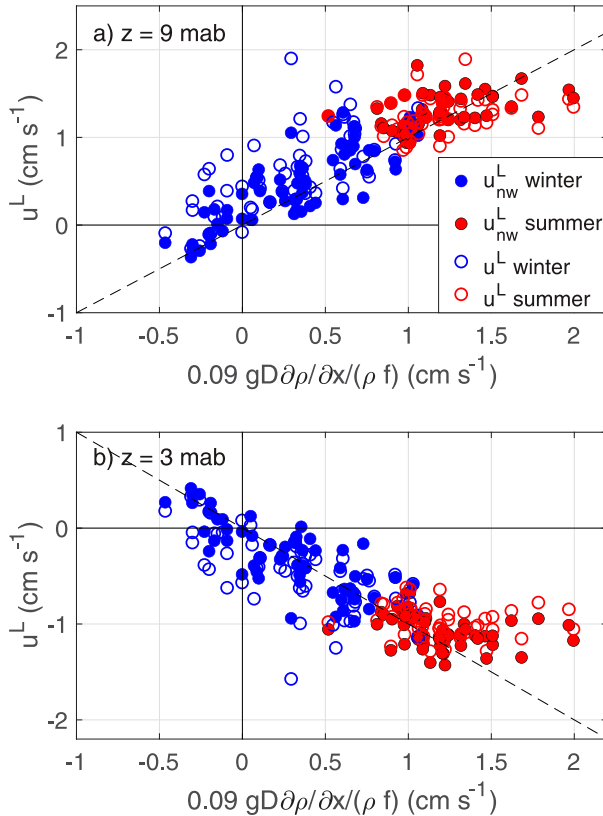 a) z = 9 mab
2
1
0
-1
u^L (cm s^-1)
u^L_nw winter
u^L_nw summer
u^L winter
u^L summer
-1 -0.5 0 0.5 1 1.5 2
0.09 gD∂ρ/∂x/(ρ f) (cm s^-1)
b) z = 3 mab
1
0
-1
-2
u^L (cm s^-1)
-1 -0.5 0 0.5 1 1.5 2
0.09 gD∂ρ/∂x/(ρ f) (cm s^-1)